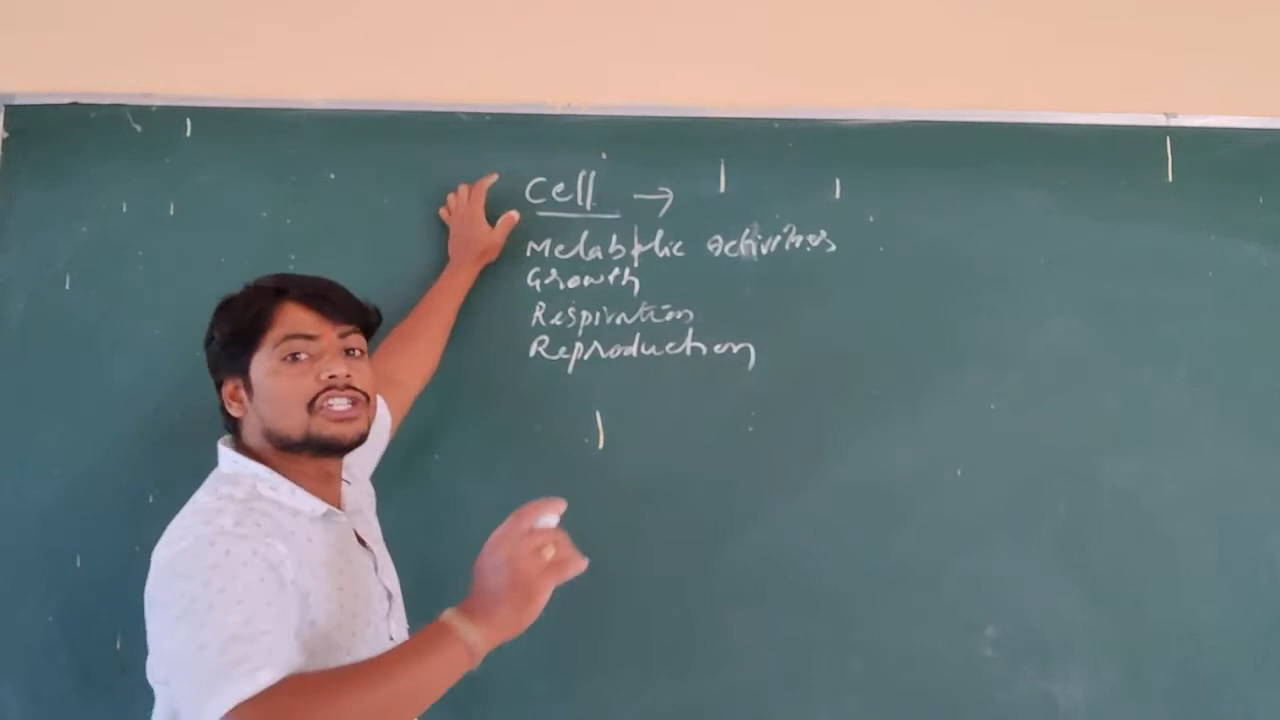 Cell →
Metabolic activities
Growth
Respiration
Reproduction